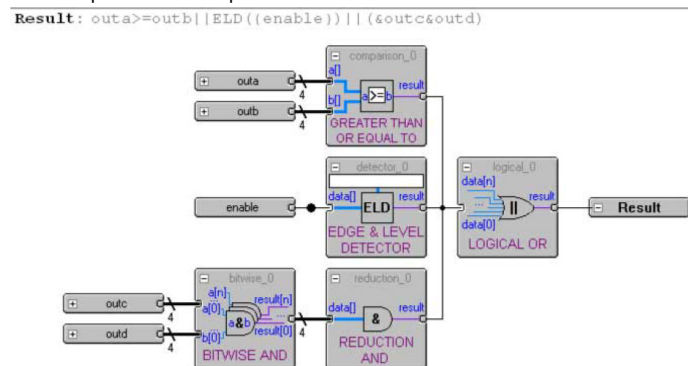 Result: outa>=outb||ELD((enable))||(&outc&outd)
comparison_0
a[]
result
outa
4
a>=b
b[]
outb
4
GREATER THAN
OR EQUAL TO
detector_0
logical_0
data[n]
enable
data[]
ELD
result
...
||
result
Result
data[0]
EDGE & LEVEL
DETECTOR
LOGICAL OR
bitwise_0
reduction_0
a[n]
...
result[n]
outc
4
a[0]
a&b
...
4
data[]
&
result
outd
4
b[0]
result[0]
BITWISE AND
REDUCTION
AND